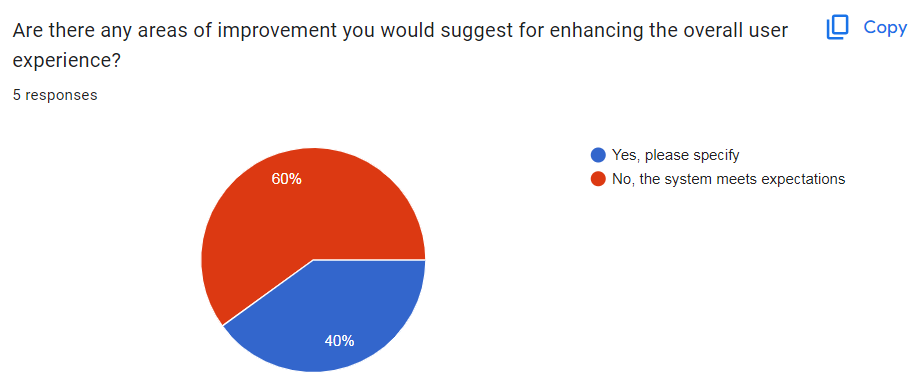 Are there any areas of improvement you would suggest for enhancing the overall user
experience?
Copy
5 responses
Yes, please specify
No, the system meets expectations
60%
40%